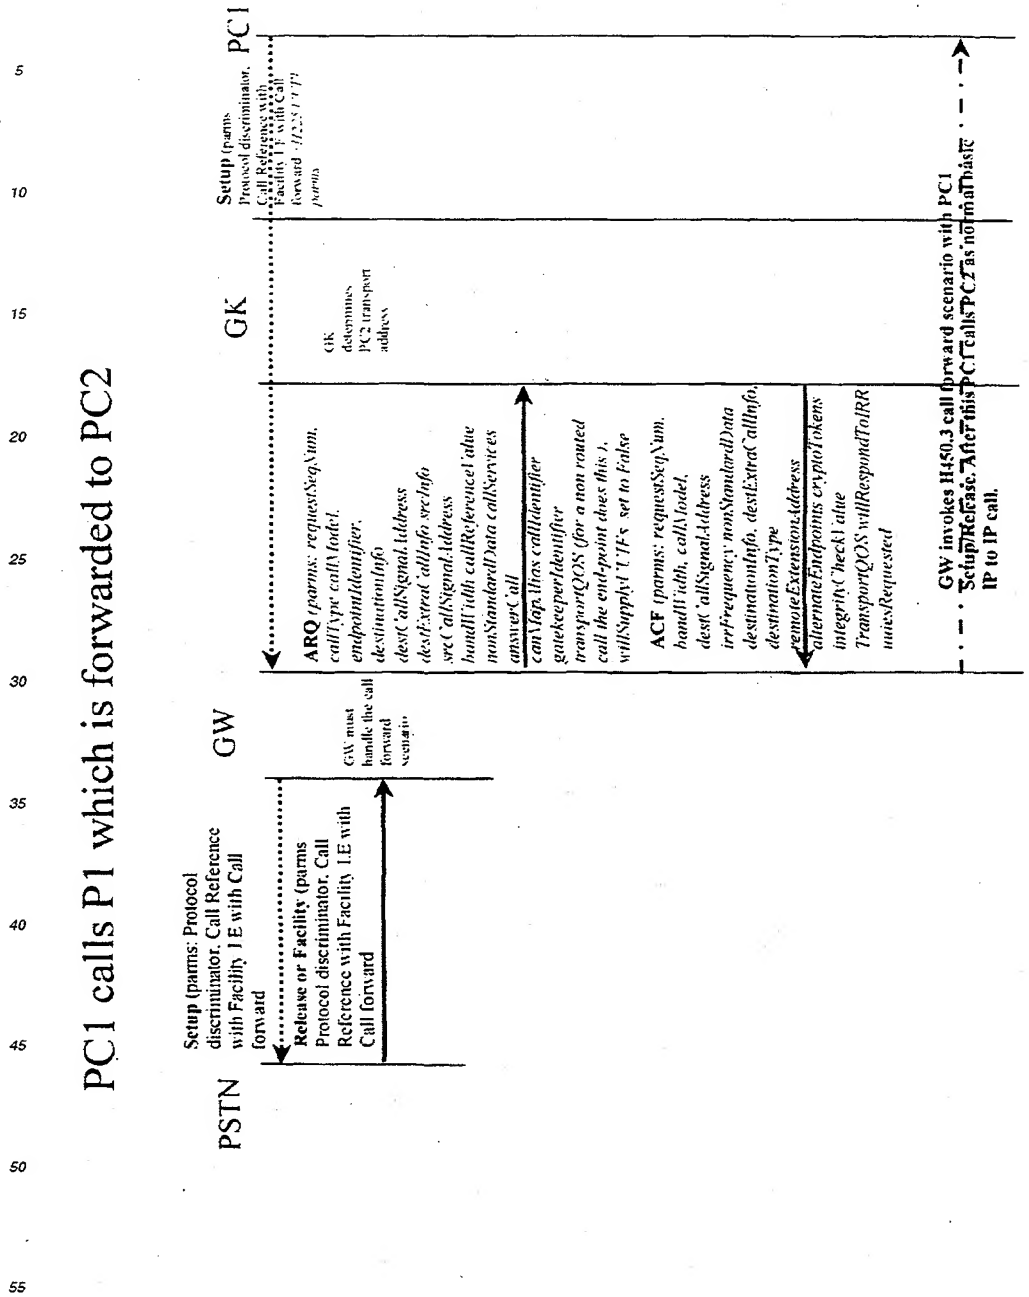 PC1 calls P1 which is forwarded to PC2
PSTN
GW
GK
PC1
Setup (parms: Protocol
discriminator, Call Reference
with Facility IE with Call
forward
Release or Facility (parms
Protocol discriminator, Call
Reference with Facility IE with
Call forward
GW must
handle the call
forward
scenario
ARQ (parms: requestSeqNum,
callType callModel,
endpointIdentifier,
destinationInfo
destCallSignalAddress
destExtraCallInfo srcInfo
srcCallSignalAddress
bandWidth callReferenceValue
nonStandardData callServices
answerCall
canMapAlias callIdentifier
gatekeeperIdentifier
transportQOS (for a non routed
call the endpoint does this ),
willSupplyUUIEs set to False
ACF (parms: requestSeqNum,
bandWidth, callModel,
destCallSignalAddress
irrFrequency nonStandardData
destinationInfo, destExtraCallInfo,
destinationType
remoteExtensionAddress
alternateEndpoints cryptoTokens
integrityCheckValue
TransportQOS willRespondToIRR
uuiesRequested
GK
determines
PC2 transport
address
Setup (parms
Protocol discriminator,
Call Reference with
Facility IE with Call
forward
parms
GW invokes H450.3 call forward scenario with PC1
Setup/Release. After this PC1 calls PC2 as normal basic
IP to IP call.
5
10
15
20
25
30
35
40
45
50
55